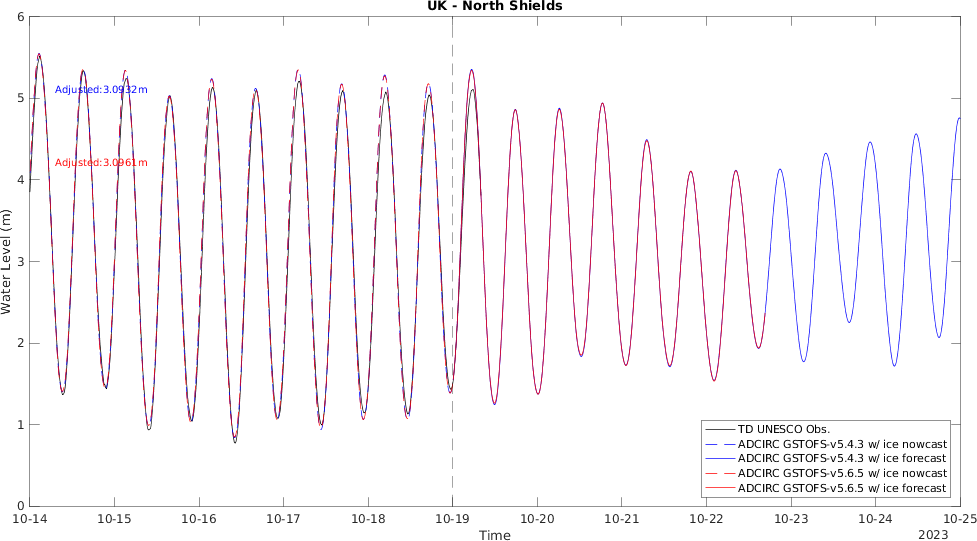 UK - North Shields
6
5
4
3
2
1
0
Water Level (m)
Adjusted:3.0932m
Adjusted:3.0961m
TD UNESCO Obs.
ADCIRC GSTOFS-v5.4.3 w/ ice nowcast
ADCIRC GSTOFS-v5.4.3 w/ ice forecast
ADCIRC GSTOFS-v5.6.5 w/ ice nowcast
ADCIRC GSTOFS-v5.6.5 w/ ice forecast
10-14 10-15 10-16 10-17 10-18 10-19 10-20 10-21 10-22 10-23 10-24 10-25
Time
2023